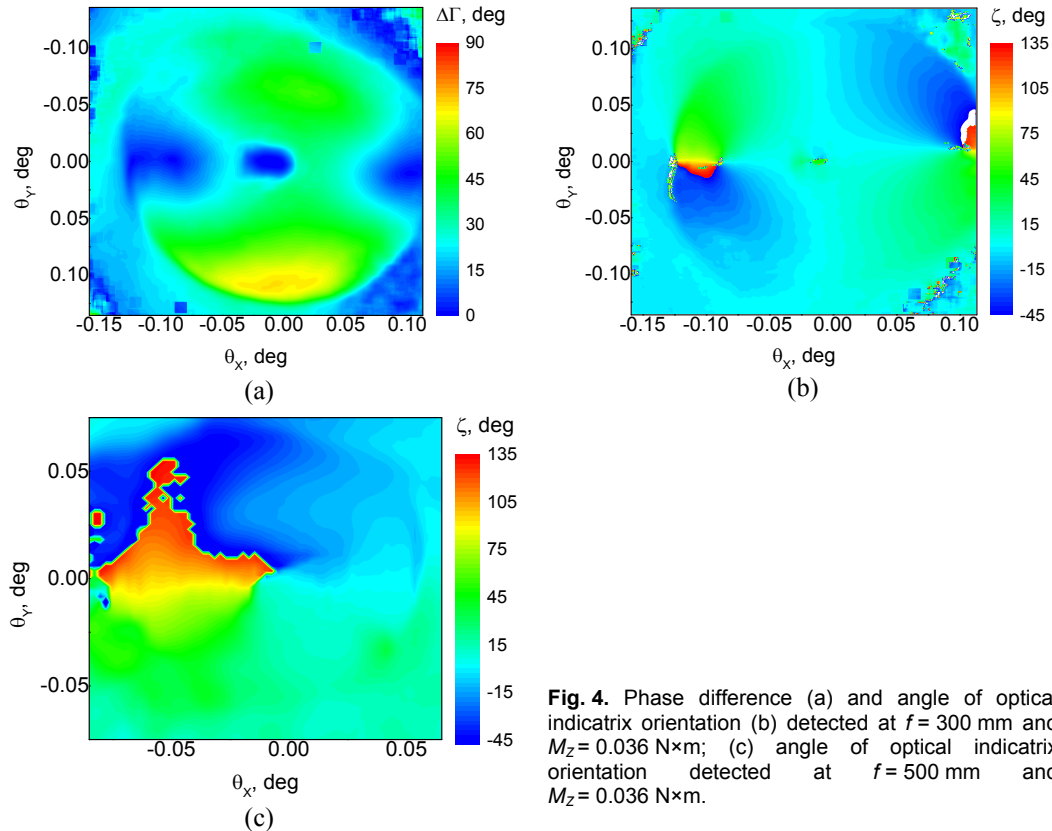 ΔΓ, deg
90
75
60
45
30
15
0
-0.10
-0.05
0.00
0.05
0.10
θY, deg
-0.15
-0.10
-0.05
0.00
0.05
0.10
θX, deg
(a)
ζ, deg
135
105
75
45
15
-15
-45
0.10
0.05
0.00
-0.05
-0.10
θY, deg
-0.15
-0.10
-0.05
0.00
0.05
0.10
θX, deg
(b)
ζ, deg
135
105
75
45
15
-15
-45
0.05
0.00
-0.05
θY, deg
-0.05
0.00
0.05
θX, deg
(c)
Fig. 4. Phase difference (a) and angle of optical
indicatrix orientation (b) detected at f = 300 mm and
MZ = 0.036 N×m; (c) angle of optical indicatrix
orientation detected at f = 500 mm and
MZ = 0.036 N×m.